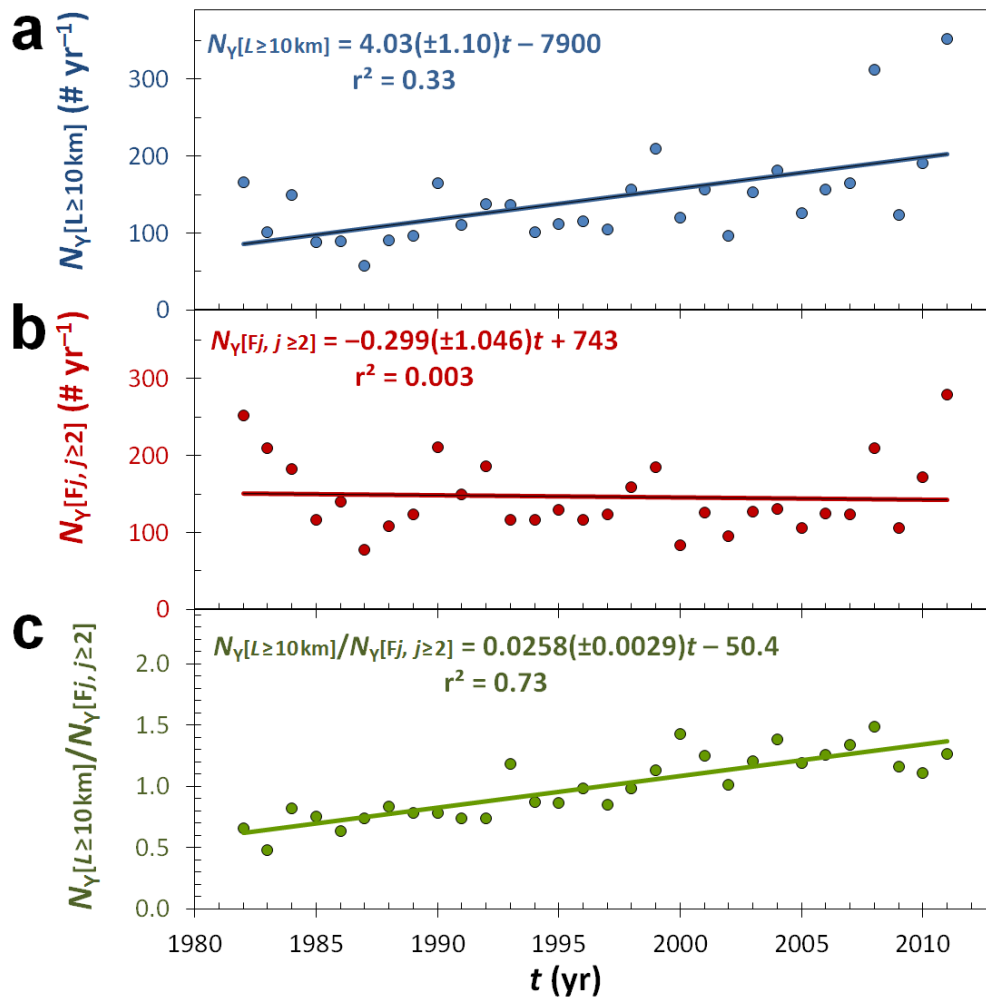 a
N_Y[L≥10km] (# yr⁻¹)
N_Y[L≥10km] = 4.03(±1.10)t – 7900
r² = 0.33
300
200
100
0
b
N_Y[Fj, j≥2] (# yr⁻¹)
N_Y[Fj, j ≥2] = –0.299(±1.046)t + 743
r² = 0.003
300
200
100
0
c
N_Y[L≥10km]/N_Y[Fj, j≥2]
N_Y[L≥10km]/N_Y[Fj, j≥2] = 0.0258(±0.0029)t – 50.4
r² = 0.73
2.0
1.5
1.0
0.5
0.0
1980 1985 1990 1995 2000 2005 2010
t (yr)